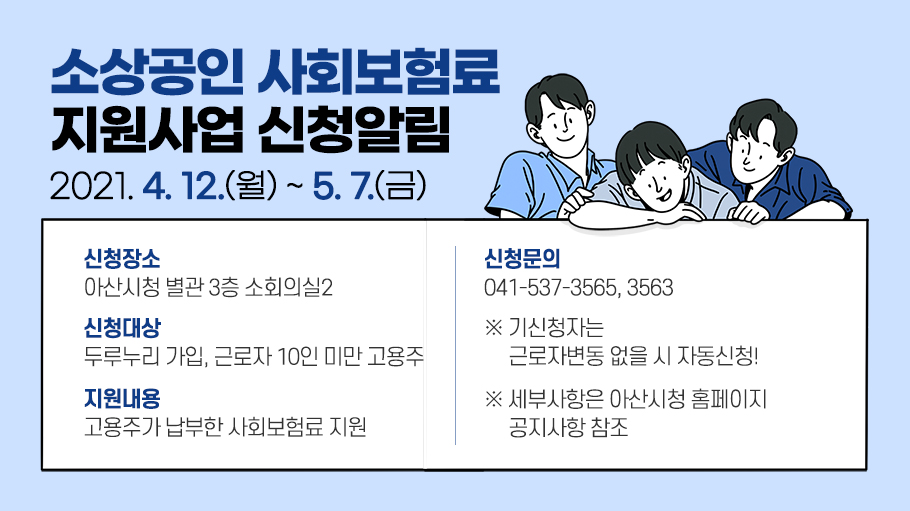 소상공인 사회보험료
지원사업 신청알림
2021. 4. 12.(월) ~ 5. 7.(금)
신청장소
아산시청 별관 3층 소회의실2
신청대상
두루누리 가입, 근로자 10인 미만 고용주
지원내용
고용주가 납부한 사회보험료 지원
신청문의
041-537-3565, 3563
※ 기신청자는
근로자변동 없을 시 자동신청!
※ 세부사항은 아산시청 홈페이지
공지사항 참조